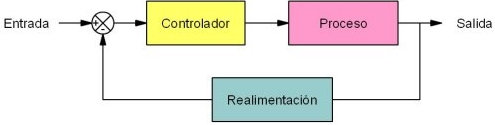 Entrada
+
-
Controlador
Proceso
Salida
Realimentación